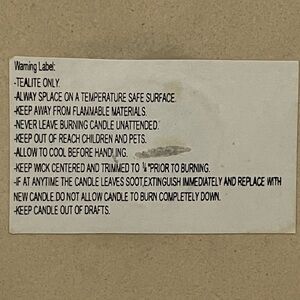 Warning Label:
-TEALITE ONLY.
-ALWAY SPLACE ON A TEMPERATURE SAFE SURFACE.
-KEEP AWAY FROM FLAMMABLE MATERIALS.
-NEVER LEAVE BURNING CANDLE UNATTENDED.
-KEEP OUT OF REACH CHILDREN AND PETS.
-ALLOW TO COOL BEFORE HANDLING.
-KEEP WICK CENTERED AND TRIMMED TO ¼ "PRIOR TO BURNING.
-IF AT ANYTIME THE CANDLE LEAVES SOOT,EXTINGUISH IMMEDIATELY AND REPLACE WITH
NEW CANDLE.DO NOT ALLOW CANDLE TO BURN COMPLETELY DOWN.
-KEEP CANDLE OUT OF DRAFTS.